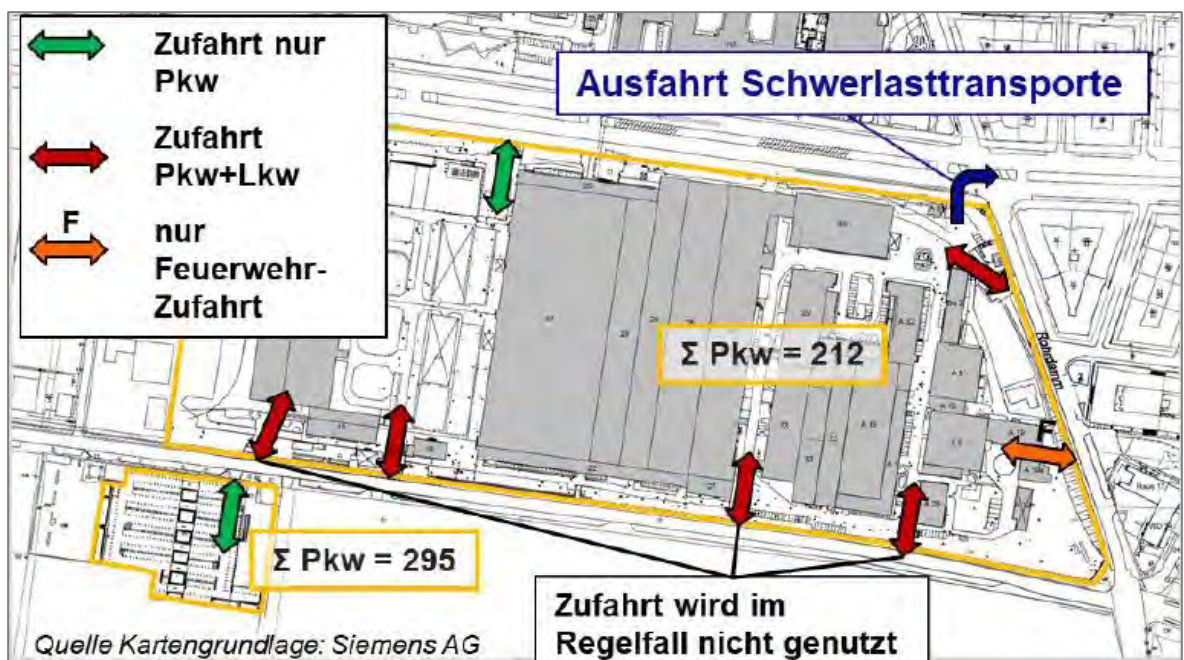 Zufahrt nur
Pkw
Zufahrt
Pkw+Lkw
F
nur
Feuerwehr-
Zufahrt
Ausfahrt Schwerlasttransporte
Σ Pkw = 212
Rohrdamm
F
Σ Pkw = 295
Zufahrt wird im
Regelfall nicht genutzt
Quelle Kartengrundlage: Siemens AG